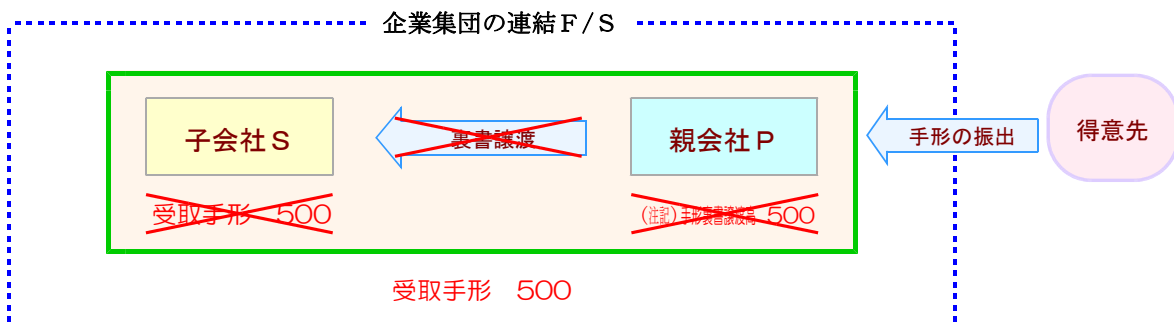 企業集団の連結Ｆ/Ｓ
子会社Ｓ
裏書譲渡
親会社Ｐ
手形の振出
得意先
受取手形　500
(注記)手形裏書譲渡高　500
受取手形　500